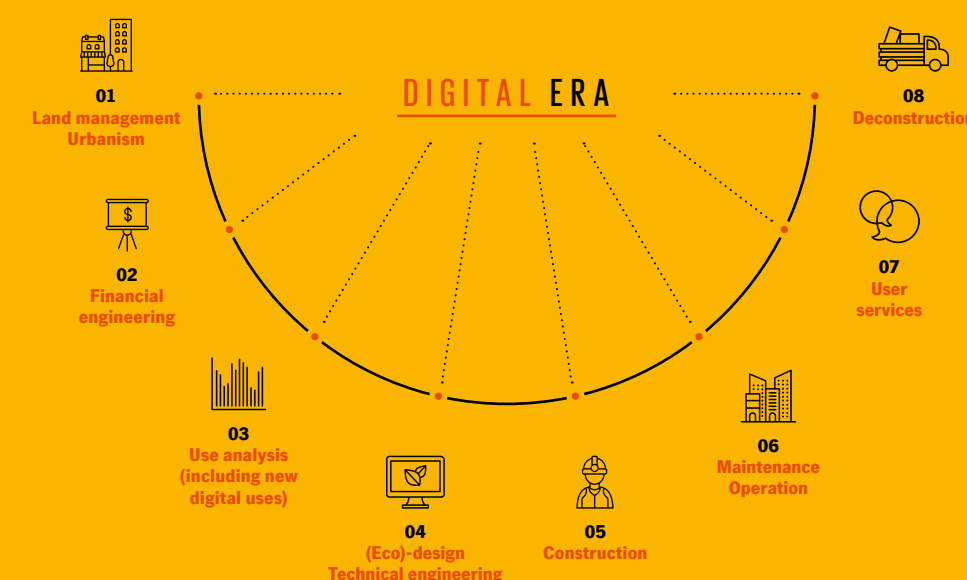 DIGITAL ERA
01
Land management
Urbanism
02
Financial
engineering
$
03
Use analysis
(including new
digital uses)
04
(Eco)-design
Technical engineering
05
Construction
06
Maintenance
Operation
07
User
services
08
Deconstruction